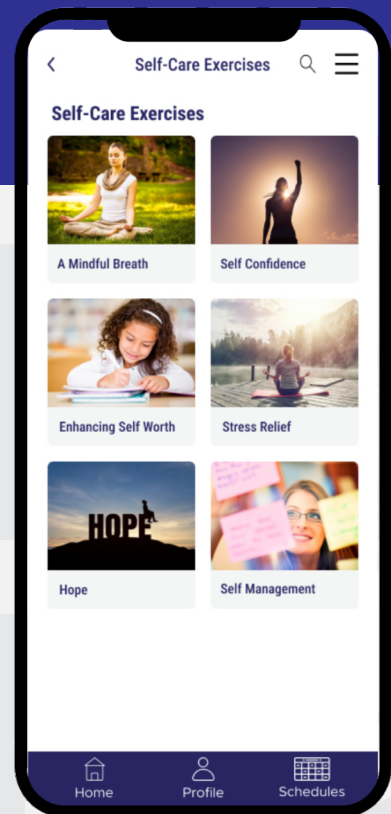 Self-Care Exercises
Self-Care Exercises
A Mindful Breath
Self Confidence
Enhancing Self Worth
Stress Relief
HOPE
Hope
Self Management
Home
Profile
Schedules